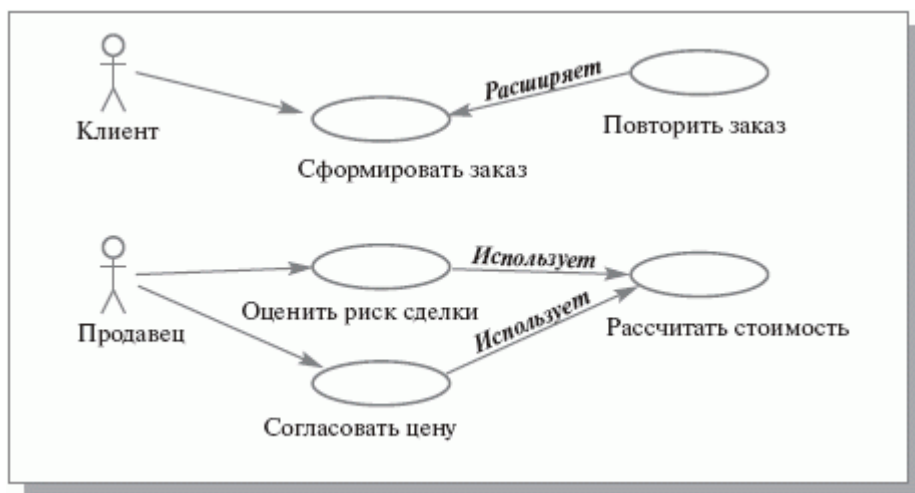 Расширяет
Клиент
Повторить заказ
Сформировать заказ
Использует
Оценить риск сделки
Продавец
Использует
Рассчитать стоимость
Согласовать цену